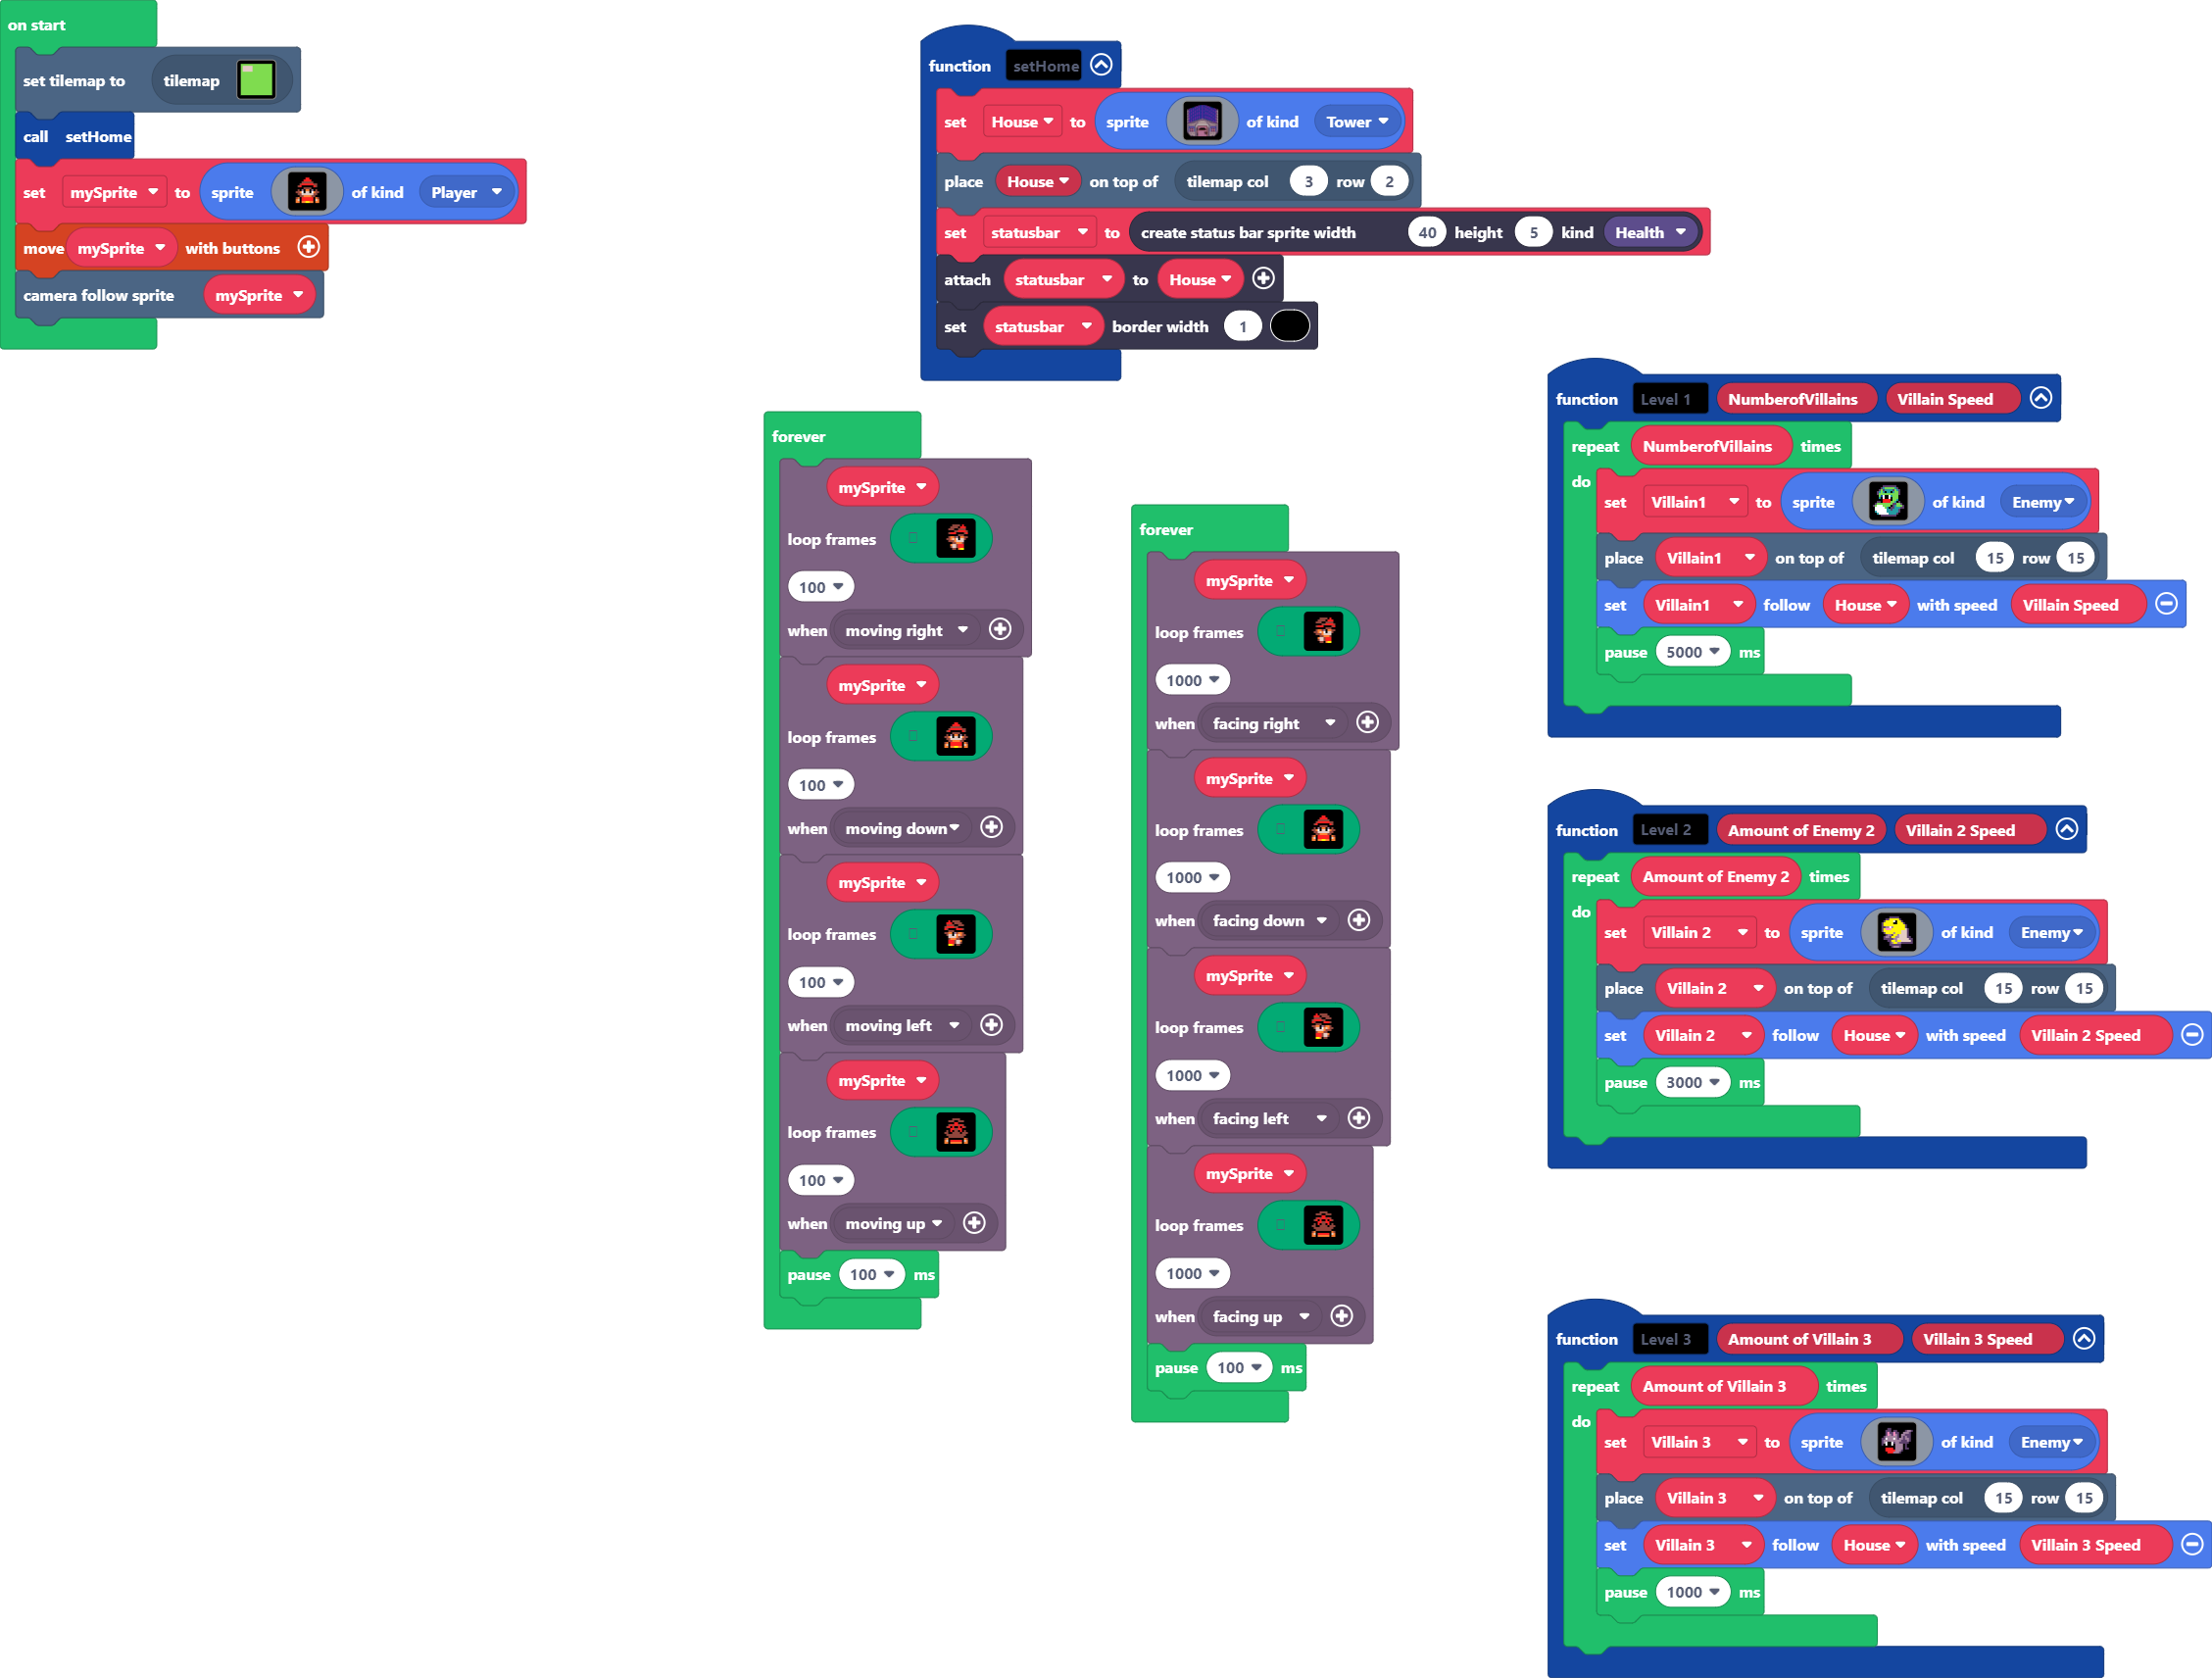 on start
set tilemap to tilemap
call setHome
set mySprite to sprite of kind Player
move mySprite with buttons
camera follow sprite mySprite
function setHome
set House to sprite of kind Tower
place House on top of tilemap col 3 row 2
set statusbar to create status bar sprite width 40 height 5 kind Health
attach statusbar to House
set statusbar border width 1
forever
mySprite
loop frames
100
when moving right
mySprite
loop frames
100
when moving down
mySprite
loop frames
100
when moving left
mySprite
loop frames
100
when moving up
pause 100 ms
forever
mySprite
loop frames
1000
when facing right
mySprite
loop frames
1000
when facing down
mySprite
loop frames
1000
when facing left
mySprite
loop frames
1000
when facing up
pause 100 ms
function Level 1 NumberofVillains Villain Speed
repeat NumberofVillains times
do
set Villain1 to sprite of kind Enemy
place Villain1 on top of tilemap col 15 row 15
set Villain1 follow House with speed Villain Speed
pause 5000 ms
function Level 2 Amount of Enemy 2 Villain 2 Speed
repeat Amount of Enemy 2 times
do
set Villain 2 to sprite of kind Enemy
place Villain 2 on top of tilemap col 15 row 15
set Villain 2 follow House with speed Villain 2 Speed
pause 3000 ms
function Level 3 Amount of Villain 3 Villain 3 Speed
repeat Amount of Villain 3 times
do
set Villain 3 to sprite of kind Enemy
place Villain 3 on top of tilemap col 15 row 15
set Villain 3 follow House with speed Villain 3 Speed
pause 1000 ms